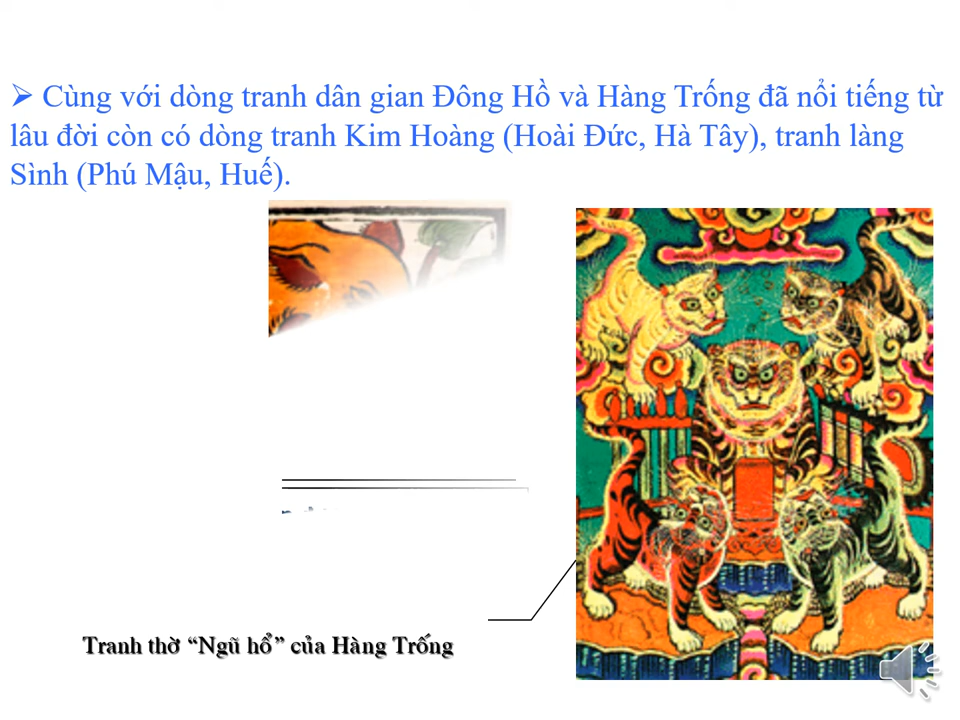 ➢ Cùng với dòng tranh dân gian Đông Hồ và Hàng Trống đã nổi tiếng từ
lâu đời còn có dòng tranh Kim Hoàng (Hoài Đức, Hà Tây), tranh làng
Sình (Phú Mậu, Huế).
Tranh thờ “Ngũ hổ” của Hàng Trống